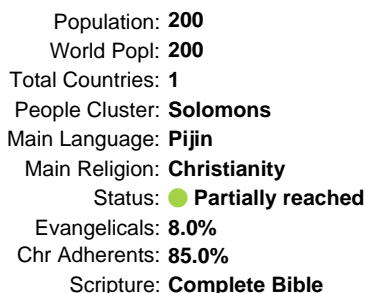 Population: 200
World Popl: 200
Total Countries: 1
People Cluster: Solomons
Main Language: Pijin
Main Religion: Christianity
Status: Partially reached
Evangelicals: 8.0%
Chr Adherents: 85.0%
Scripture: Complete Bible